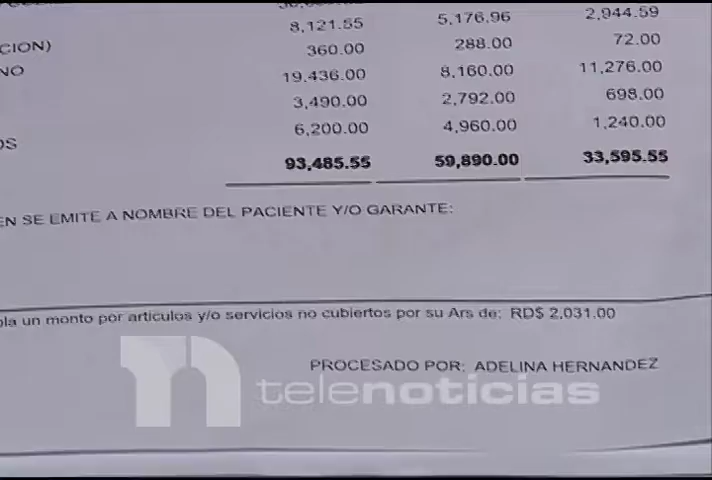 8,121.55 5,176.96 2,944.59
CION) 360.00 288.00 72.00
NO 19.436.00 8,160.00 11,276.00
3,490.00 2,792.00 698.00
OS 6,200.00 4,960.00 1,240.00
93,485.55 59,890.00 33,595.55
EN SE EMITE A NOMBRE DEL PACIENTE Y/O GARANTE:
pla un monto por articulos y/o servicios no cubiertos por su Ars de; RD$ 2,031.00
PROCESADO POR; ADELINA HERNANDEZ
n telenoticias